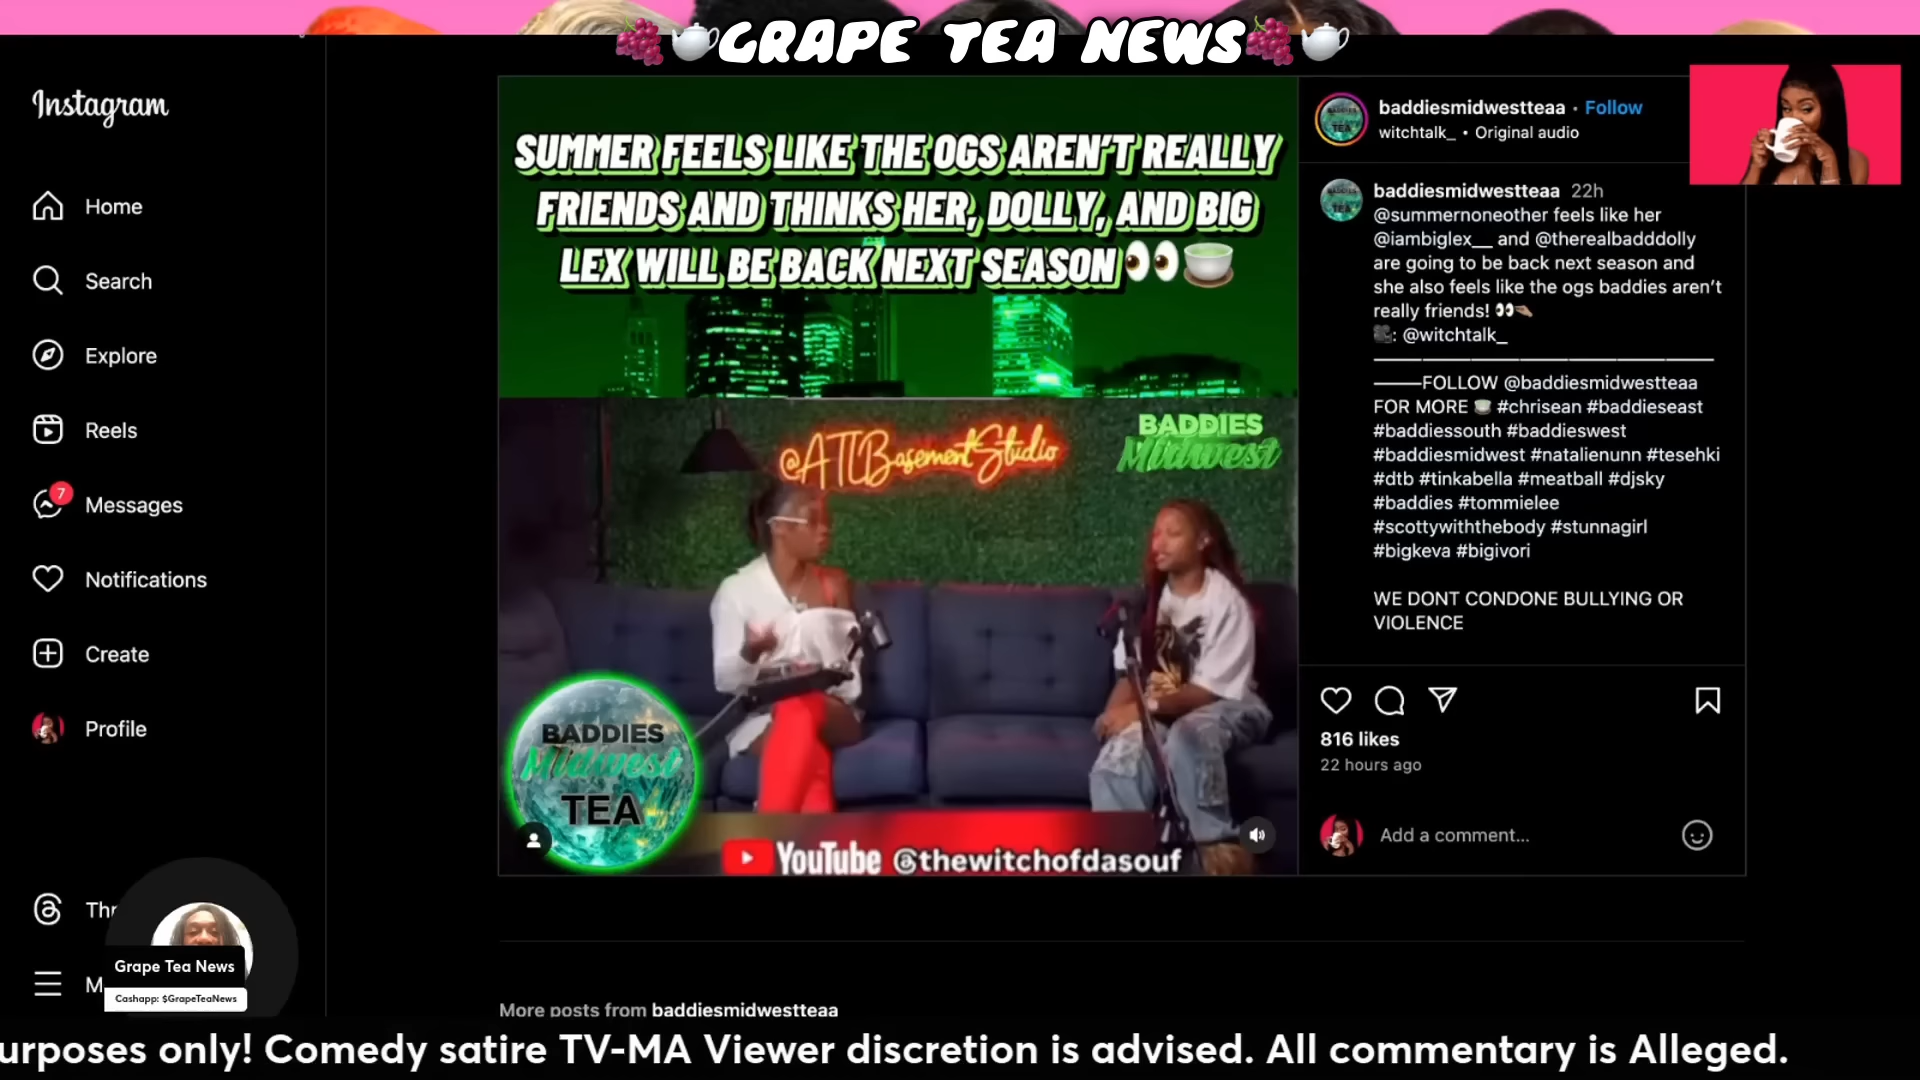 GRAPE TEA NEWS
Instagram
Home
Search
Explore
Reels
7
Messages
Notifications
Create
Profile
Thr
M
Grape Tea News
Cashapp: $GrapeTeaNews
SUMMER FEELS LIKE THE OGS AREN'T REALLY
FRIENDS AND THINKS HER, DOLLY, AND BIG
LEX WILL BE BACK NEXT SEASON 👀🍵
@ATLBasementStudio
BADDIES
Midwest
BADDIES
Midwest
TEA
YouTube @thewitchofdasouf
baddiesmidwestteaa · Follow
witchtalk_ • Original audio
baddiesmidwestteaa 22h
@summernoneother feels like her
@iambiglex__ and @therealbadddolly
are going to be back next season and
she also feels like the ogs baddies aren't
really friends! 👀🤏🏽
🎥: @witchtalk_
——————————————
——FOLLOW @baddiesmidwestteaa
FOR MORE 🍵 #chrisean #baddieseast
#baddiessouth #baddieswest
#baddiesmidwest #natalienunn #tesehki
#dtb #tinkabella #meatball #djsky
#baddies #tommielee
#scottywiththebody #stunnagirl
#bigkeva #bigivori
WE DONT CONDONE BULLYING OR
VIOLENCE
816 likes
22 hours ago
Add a comment...
More posts from baddiesmidwestteaa
urposes only! Comedy satire TV-MA Viewer discretion is advised. All commentary is Alleged.